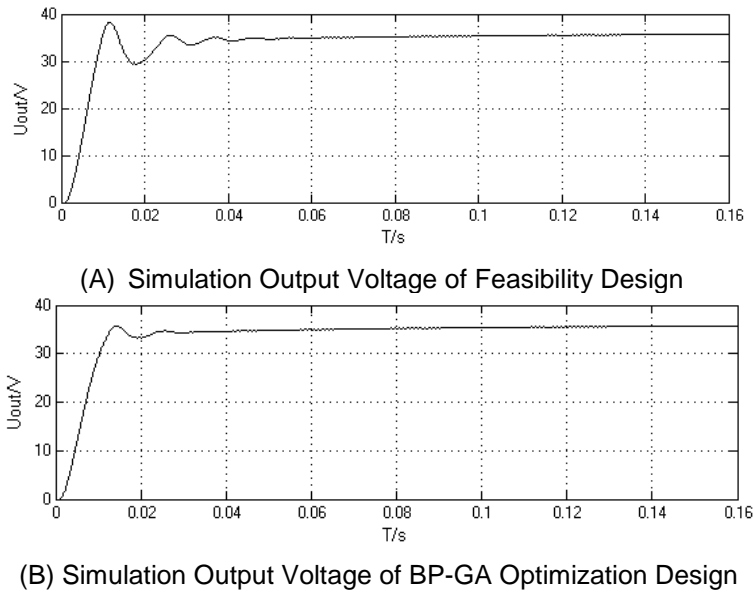 40
30
20
10
0
Uout/V
0 0.02 0.04 0.06 0.08 0.1 0.12 0.14 0.16
T/s
(A) Simulation Output Voltage of Feasibility Design
40
30
20
10
0
Uout/V
0 0.02 0.04 0.06 0.08 0.1 0.12 0.14 0.16
T/s
(B) Simulation Output Voltage of BP-GA Optimization Design